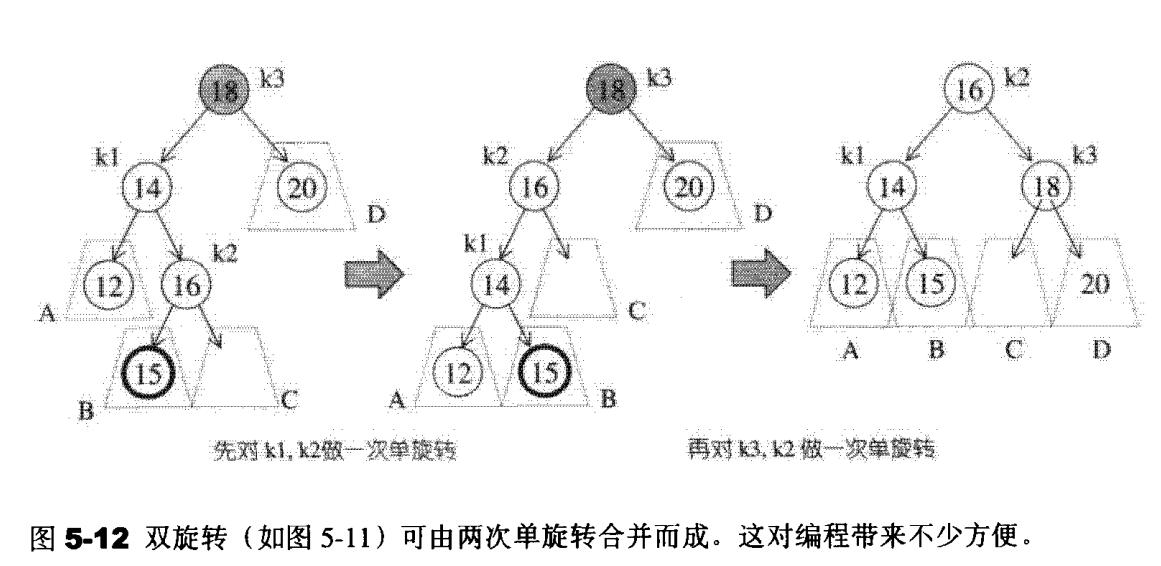 18 k3
k1
14 20 D
k2
12 16
A
15
B C
18 k3
k2
16 20 D
k1
14
C
12 15
A B
16 k2
k1 k3
14 18
12 15 20
A B C D
先对 k1, k2做一次单旋转
再对 k3, k2 做一次单旋转
图 5-12 双旋转（如图 5-11）可由两次单旋转合并而成。这对编程带来不少方便。